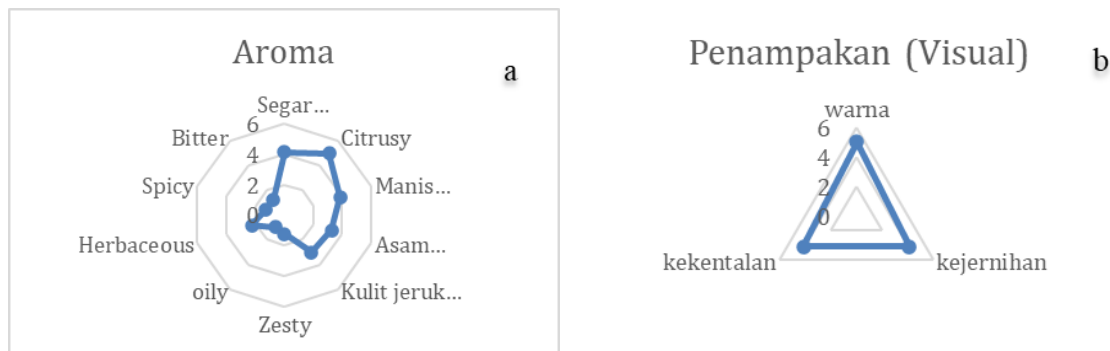 Aroma
a
Segar...
Citrusy
Manis...
Asam...
Kulit jeruk...
Zesty
oily
Herbaceous
Spicy
Bitter
6
4
2
0
Penampakan (Visual)
b
warna
6
4
2
0
kekentalan
kejernihan